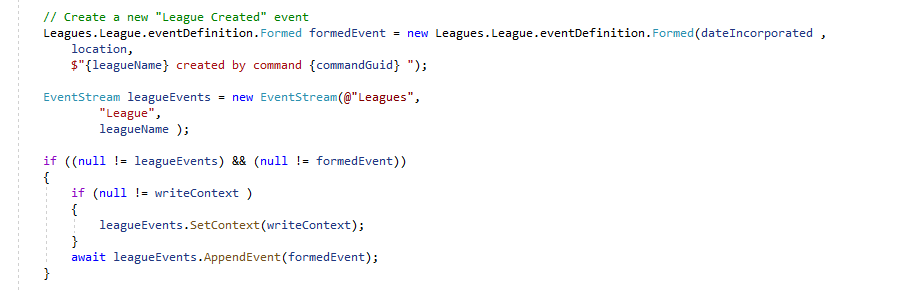 // Create a new "League Created" event
Leagues.League.eventDefinition.Formed formedEvent = new Leagues.League.eventDefinition.Formed(dateIncorporated ,
location,
$"{leagueName} created by command {commandGuid} ");
EventStream leagueEvents = new EventStream(@"Leagues",
"League",
leagueName );
if ((null != leagueEvents) && (null != formedEvent))
{
if (null != writeContext )
{
leagueEvents.SetContext(writeContext);
}
await leagueEvents.AppendEvent(formedEvent);
}